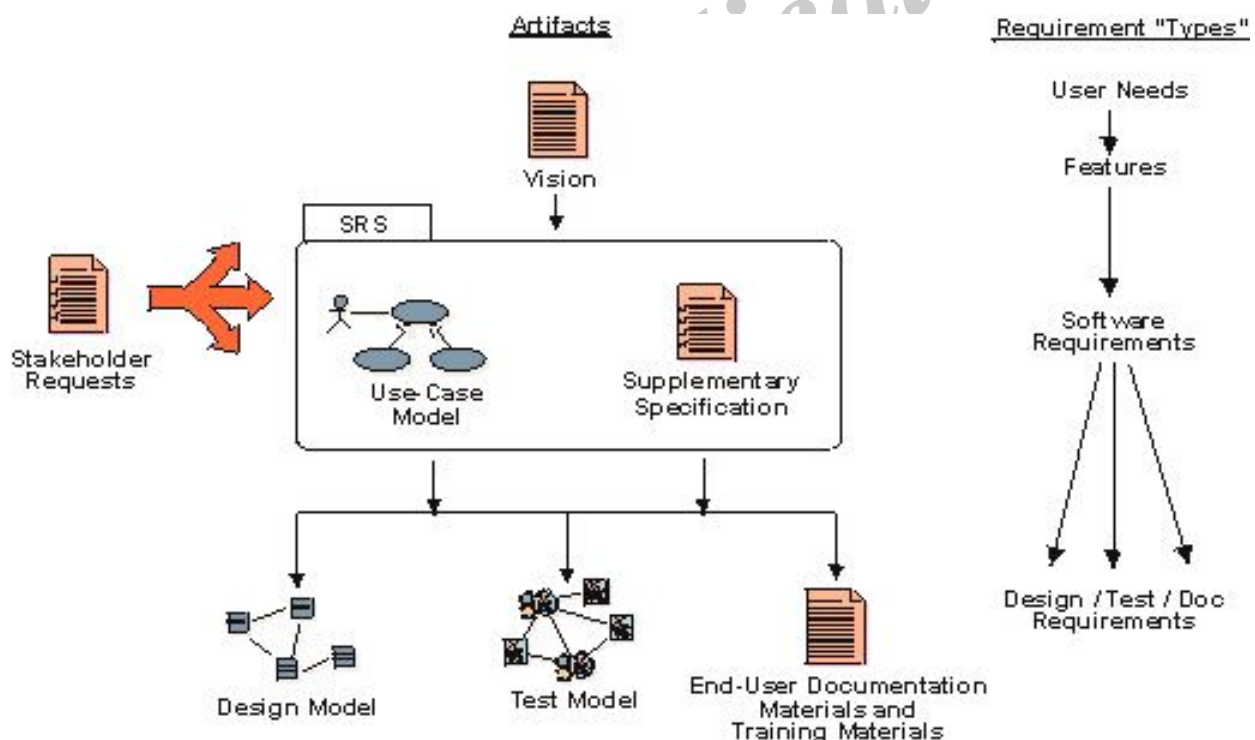 Artifacts
Requirement "Types"
User Needs
Vision
Features
SRS
Stakeholder
Requests
Use-Case
Model
Supplementary
Specification
Software
Requirements
Design Model
Test Model
End-User Documentation
Materials and
Training Materials
Design / Test / Doc
Requirements